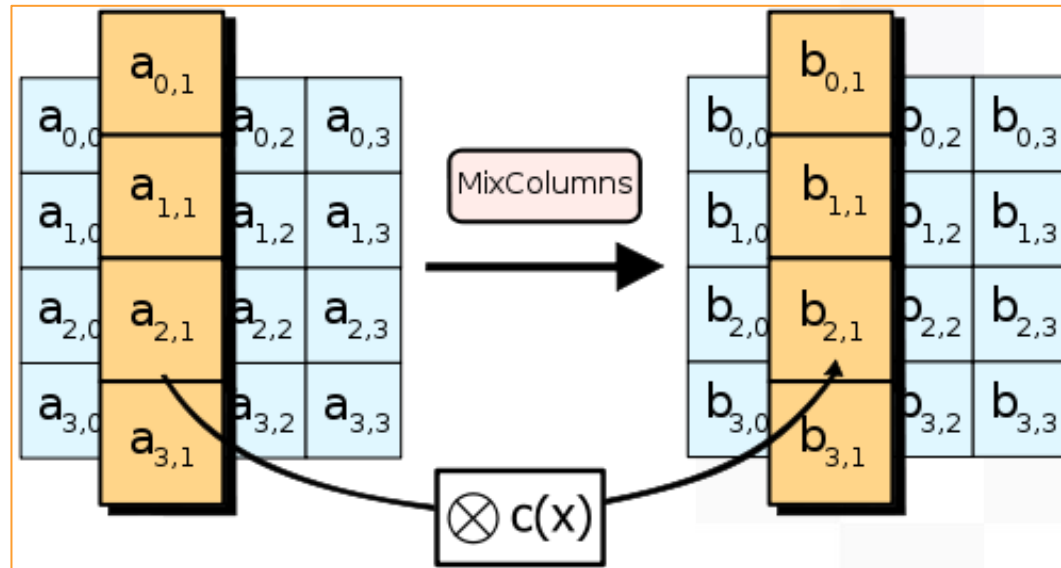 a0,1 b0,1
a0,0 a0,2 a0,3 b0,0 b0,2 b0,3
MixColumns
a1,1 b1,1
a1,0 a1,2 a1,3 b1,0 b1,2 b1,3
a2,0 a2,1 a2,2 a2,3 b2,0 b2,1 b2,2 b2,3
a3,0 a3,2 a3,3 b3,0 b3,2 b3,3
a3,1 b3,1
⊗ c(x)